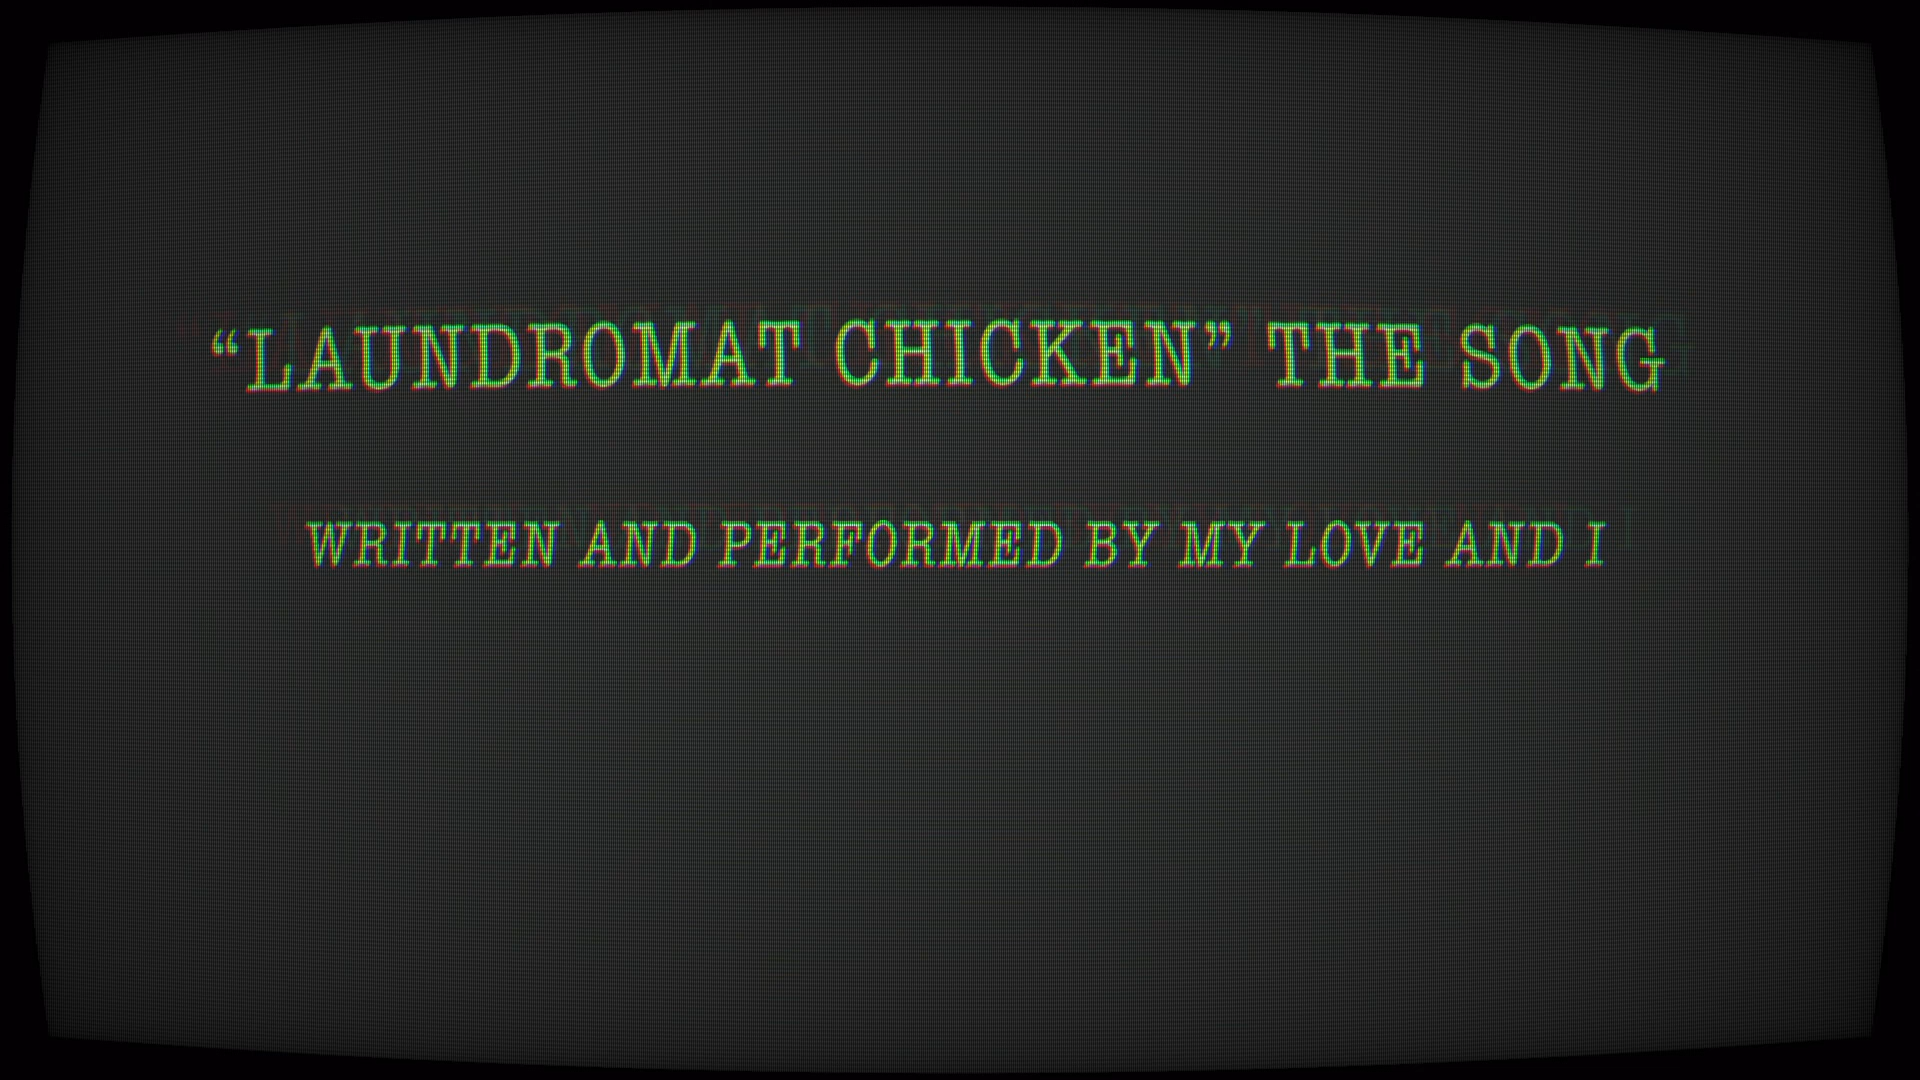 “LAUNDROMAT CHICKEN” THE SONG
WRITTEN AND PERFORMED BY MY LOVE AND I